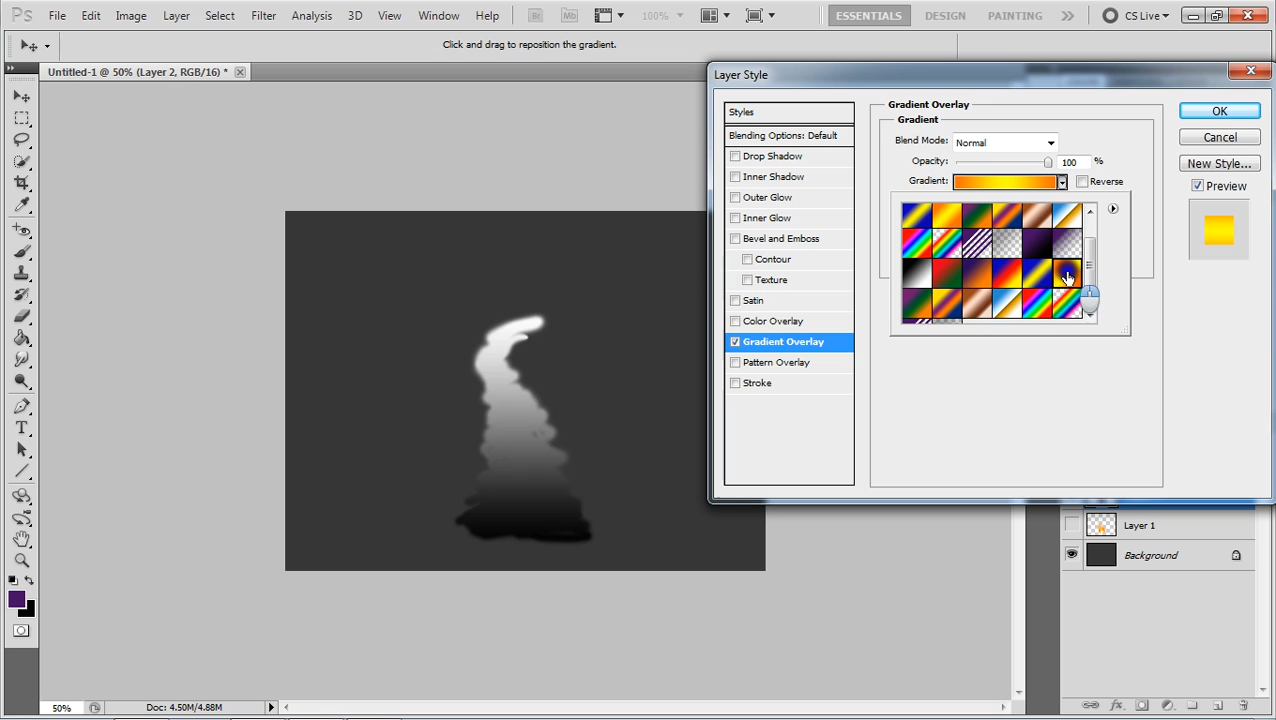 Ps File Edit Image Layer Select Filter Analysis 3D View Window Help Br Mb 100% ESSENTIALS DESIGN PAINTING CS Live
Click and drag to reposition the gradient.
Untitled-1 @ 50% (Layer 2, RGB/16) *
Layer Style
Styles
Blending Options: Default
Drop Shadow
Inner Shadow
Outer Glow
Inner Glow
Bevel and Emboss
Contour
Texture
Satin
Color Overlay
Gradient Overlay
Pattern Overlay
Stroke
Gradient Overlay
Gradient
Blend Mode: Normal
Opacity: 100 %
Gradient: Reverse
OK
Cancel
New Style...
Preview
Layer 1
Background
50% Doc: 4.50M/4.88M
fx